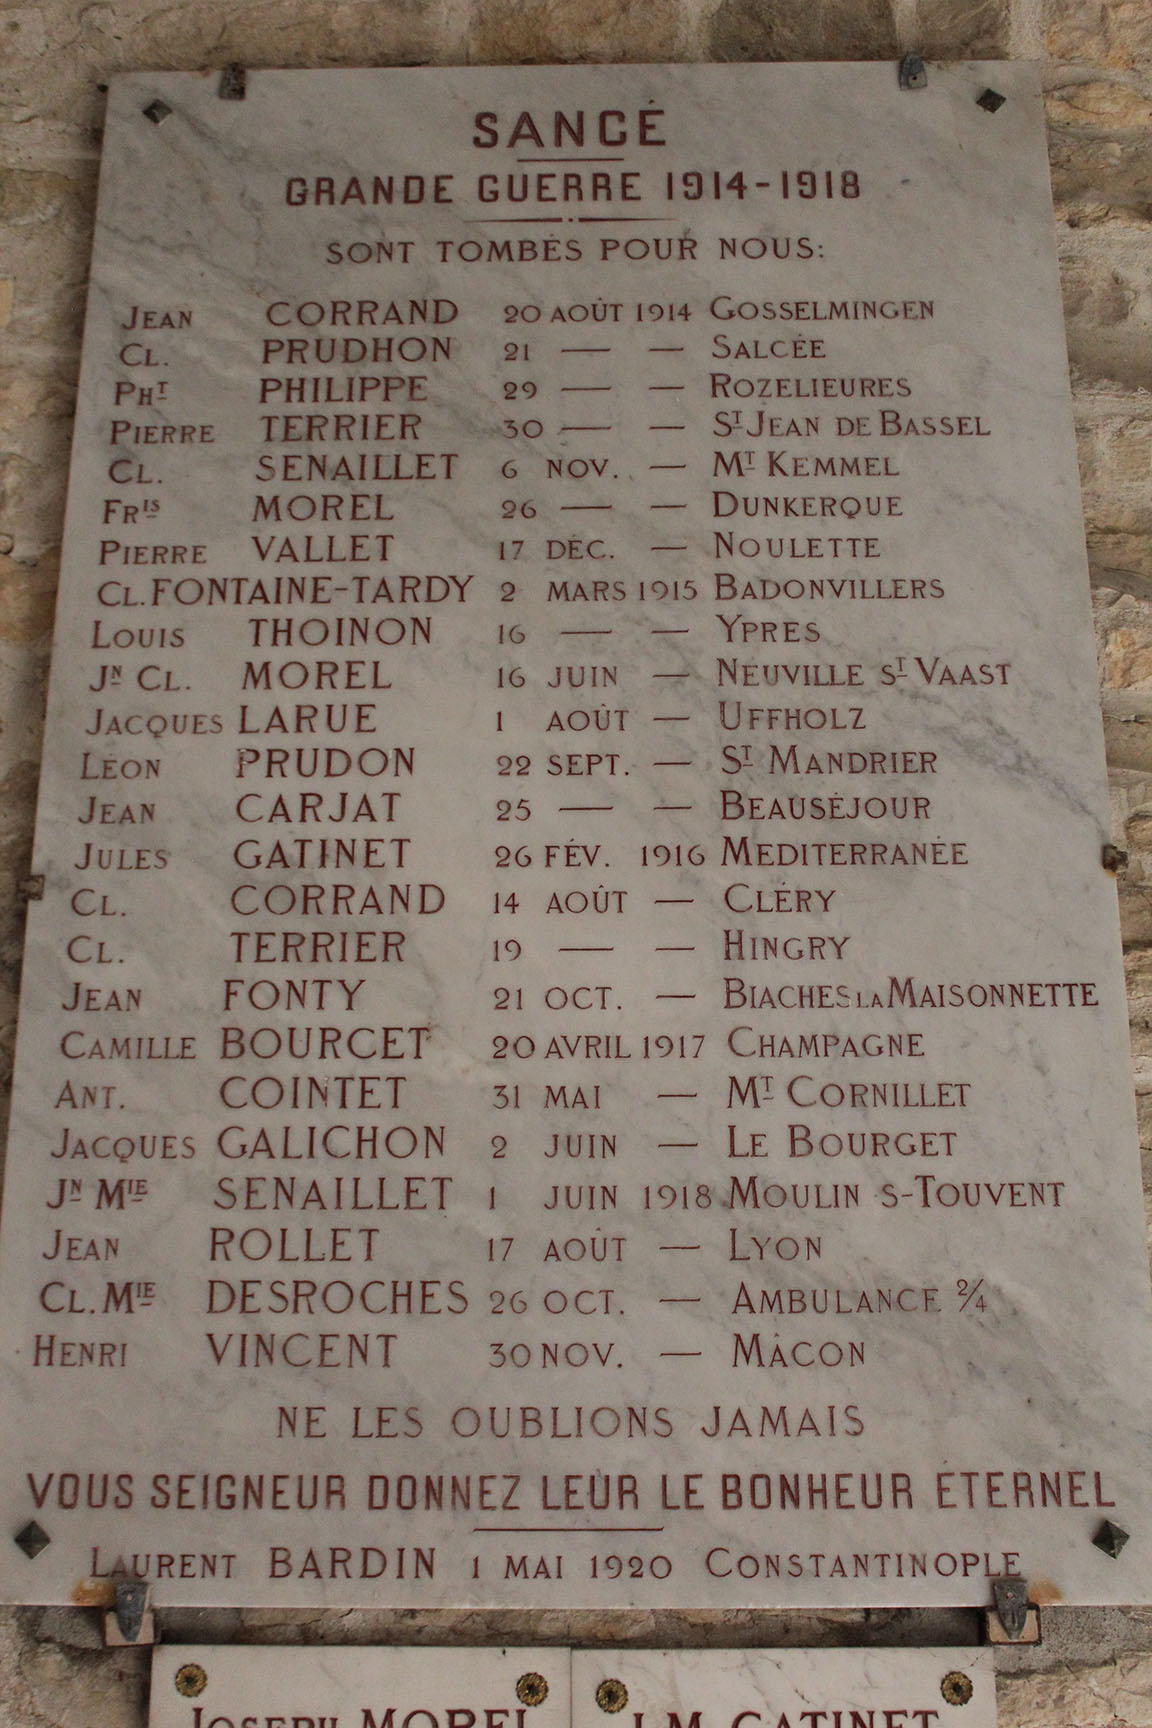 SANCÉ
GRANDE GUERRE 1914-1918
SONT TOMBÉS POUR NOUS:
JEAN CORRAND 20 AOÛT 1914 GOSSELMINGEN
CL. PRUDHON 21 — — SALCÉE
PHT PHILIPPE 29 — — ROZELIEURES
PIERRE TERRIER 30 — — ST JEAN DE BASSEL
CL. SENAILLET 6 NOV. — MT KEMMEL
FRIS MOREL 26 — — DUNKERQUE
PIERRE VALLET 17 DÉC. — NOULETTE
CL. FONTAINE-TARDY 2 MARS 1915 BADONVILLERS
LOUIS THOINON 16 — — YPRES
JN CL. MOREL 16 JUIN — NEUVILLE ST VAAST
JACQUES LARUE 1 AOÛT — UFFHOLZ
LÉON PRUDON 22 SEPT. — ST MANDRIER
JEAN CARJAT 25 — — BEAUSÉJOUR
JULES GATINET 26 FÉV. 1916 MEDITERRANÉE
CL. CORRAND 14 AOÛT — CLÉRY
CL. TERRIER 19 — — HINGRY
JEAN FONTY 21 OCT. — BIACHES LA MAISONNETTE
CAMILLE BOURCET 20 AVRIL 1917 CHAMPAGNE
ANT. COINTET 31 MAI — MT CORNILLET
JACQUES GALICHON 2 JUIN — LE BOURGET
JN MIE SENAILLET 1 JUIN 1918 MOULIN S-TOUVENT
JEAN ROLLET 17 AOÛT — LYON
CL. MIE DESROCHES 26 OCT. — AMBULANCE 2/4
HENRI VINCENT 30 NOV. — MÂCON
NE LES OUBLIONS JAMAIS
VOUS SEIGNEUR DONNEZ LEUR LE BONHEUR ETERNEL
LAURENT BARDIN 1 MAI 1920 CONSTANTINOPLE
JOSEPH MOREL
J.M. GATINET